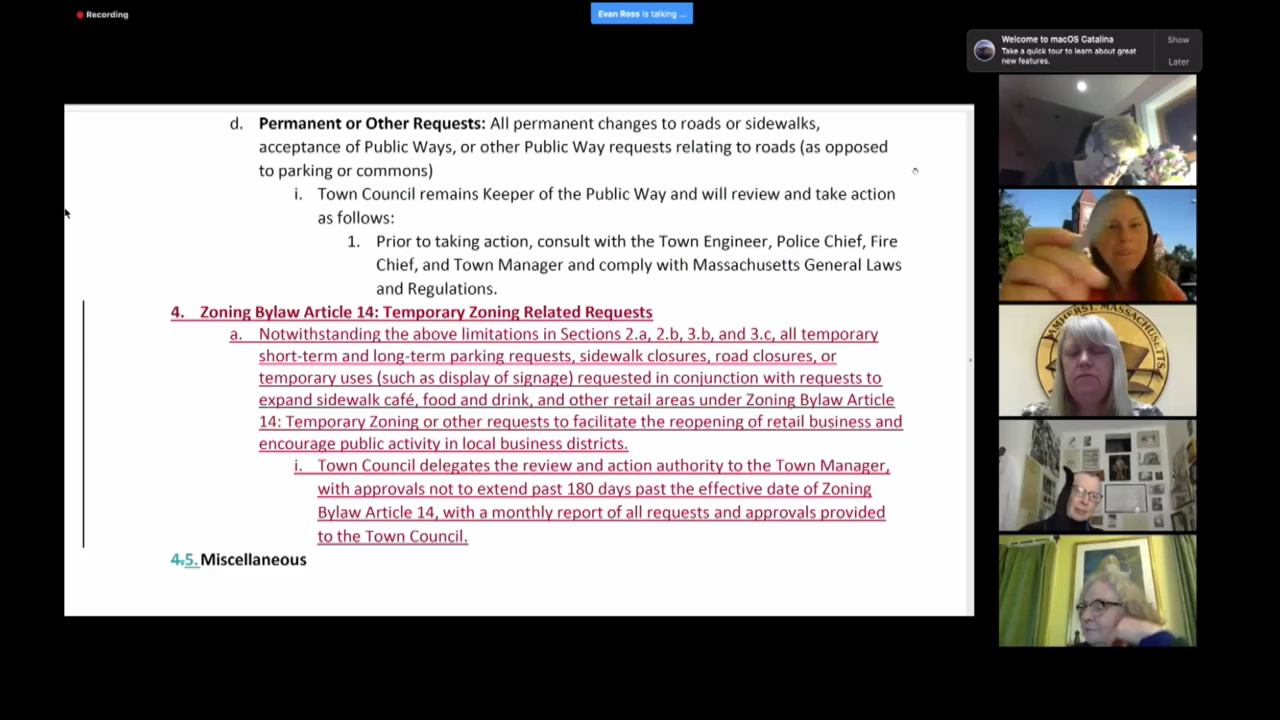 Recording
Evan Ross is talking ...
Welcome to macOS Catalina
Take a quick tour to learn about great
new features.
Show
Later
d. Permanent or Other Requests: All permanent changes to roads or sidewalks,
acceptance of Public Ways, or other Public Way requests relating to roads (as opposed
to parking or commons)
i. Town Council remains Keeper of the Public Way and will review and take action
as follows:
1. Prior to taking action, consult with the Town Engineer, Police Chief, Fire
Chief, and Town Manager and comply with Massachusetts General Laws
and Regulations.
4. Zoning Bylaw Article 14: Temporary Zoning Related Requests
a. Notwithstanding the above limitations in Sections 2.a, 2.b, 3.b, and 3.c, all temporary
short-term and long-term parking requests, sidewalk closures, road closures, or
temporary uses (such as display of signage) requested in conjunction with requests to
expand sidewalk café, food and drink, and other retail areas under Zoning Bylaw Article
14: Temporary Zoning or other requests to facilitate the reopening of retail business and
encourage public activity in local business districts.
i. Town Council delegates the review and action authority to the Town Manager,
with approvals not to extend past 180 days past the effective date of Zoning
Bylaw Article 14, with a monthly report of all requests and approvals provided
to the Town Council.
4.5. Miscellaneous
AMHERST, MASSACHUSETTS